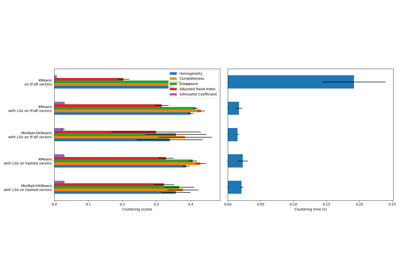 Homogeneity
Completeness
V-measure
Adjusted Rand-Index
Silhouette Coefficient
KMeans
on tf-idf vectors
KMeans
with LSA on tf-idf vectors
MiniBatchKMeans
with LSA on tf-idf vectors
KMeans
with LSA on hashed vectors
MiniBatchKMeans
with LSA on hashed vectors
0.0 0.1 0.2 0.3 0.4
Clustering scores
0.00 0.05 0.10 0.15 0.20 0.25
Clustering time (s)